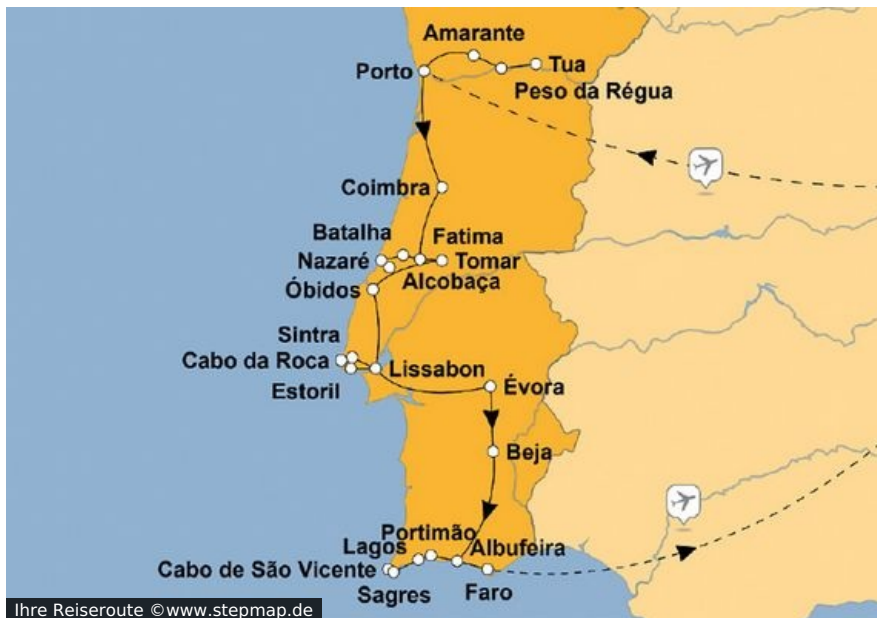 Amarante
Porto
Tua
Peso da Régua
Coimbra
Batalha
Fatima
Nazaré
Tomar
Alcobaça
Óbidos
Sintra
Cabo da Roca
Lissabon
Estoril
Évora
Beja
Portimão
Lagos
Albufeira
Cabo de São Vicente
Sagres
Faro
Ihre Reiseroute ©www.stepmap.de